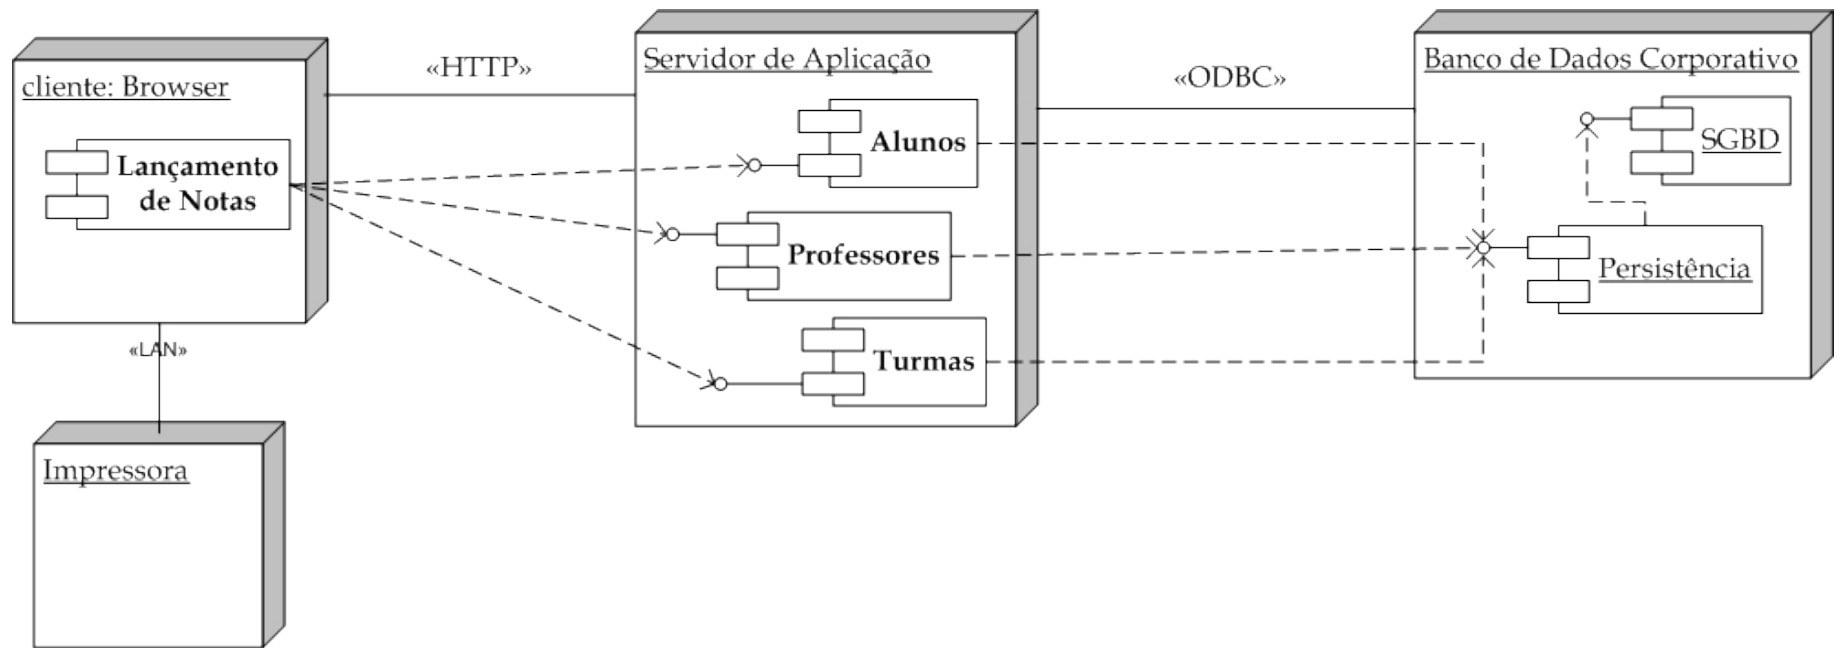 cliente: Browser
Lançamento
de Notas
«HTTP»
Servidor de Aplicação
Alunos
Professores
Turmas
«ODBC»
Banco de Dados Corporativo
SGBD
Persistência
«LAN»
Impressora